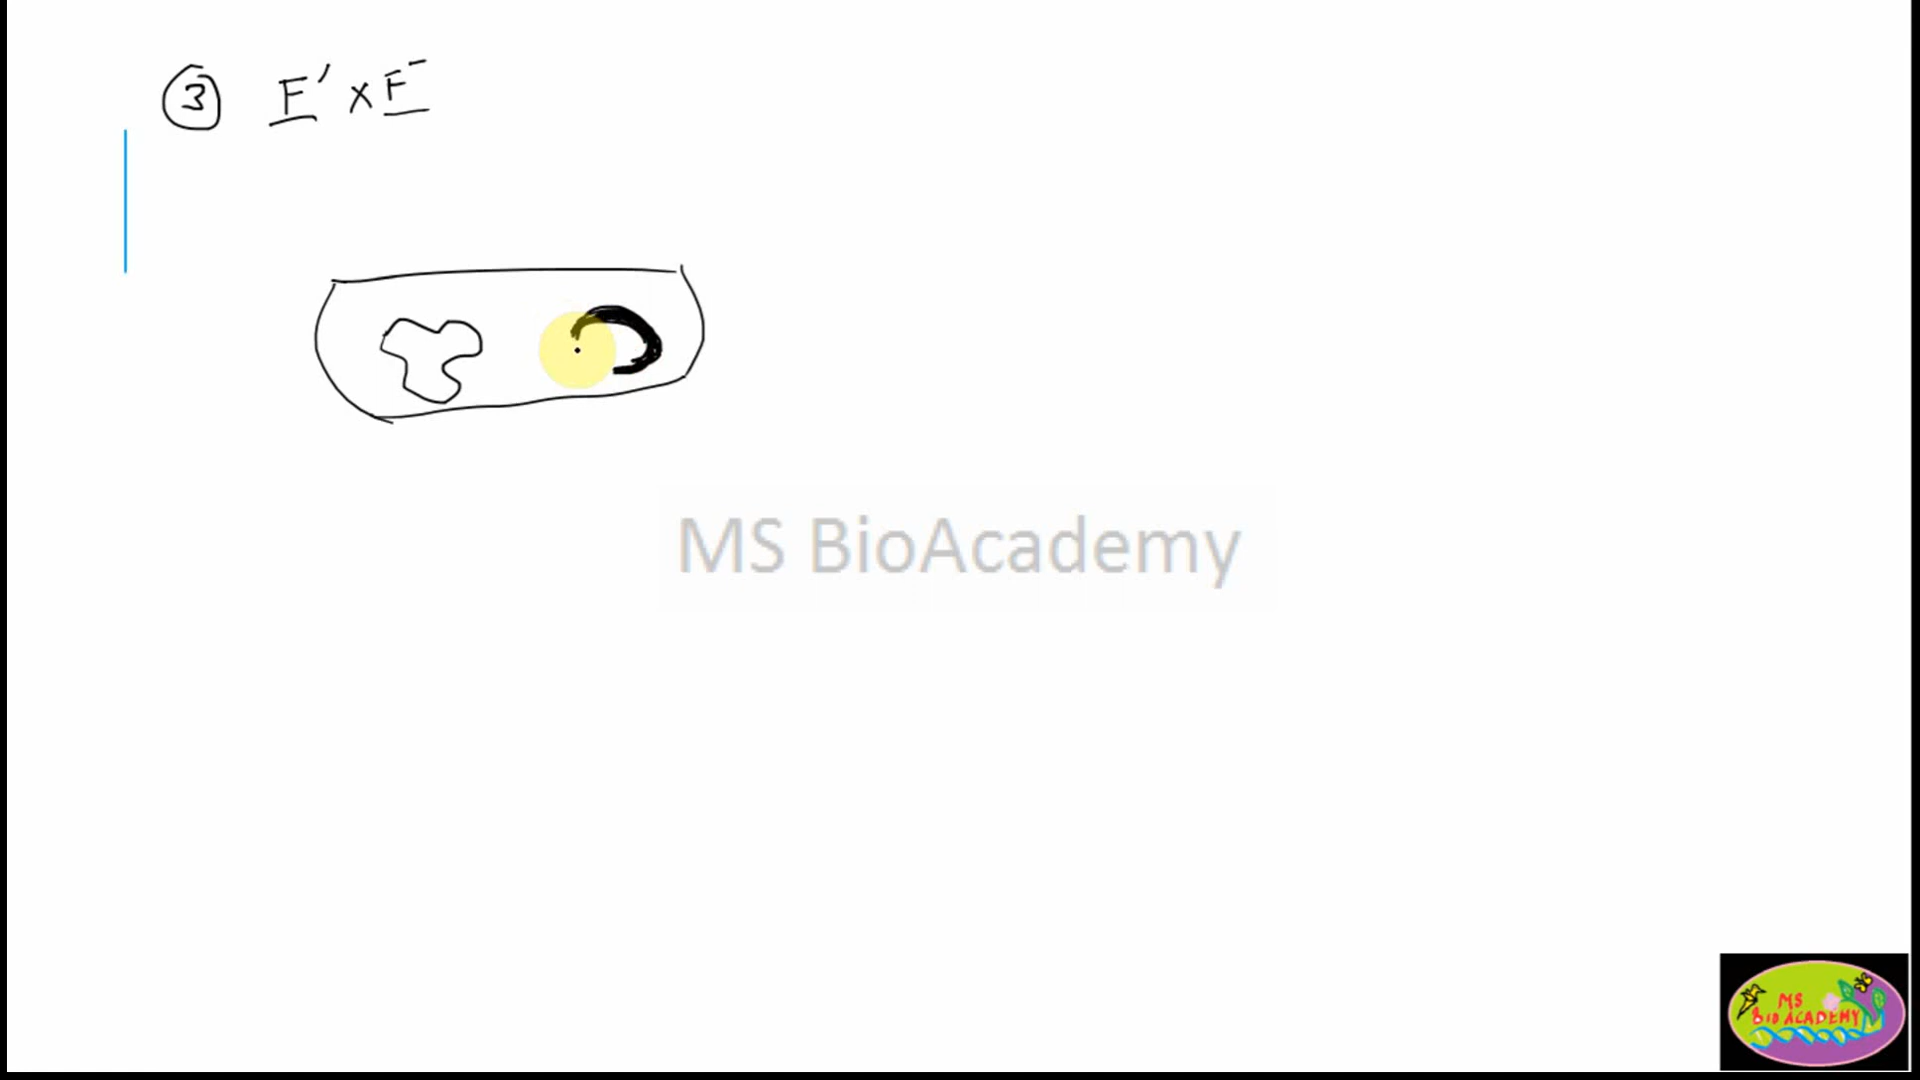 ③ F′ × F⁻
MS BioAcademy
MS
BIO ACADEMY